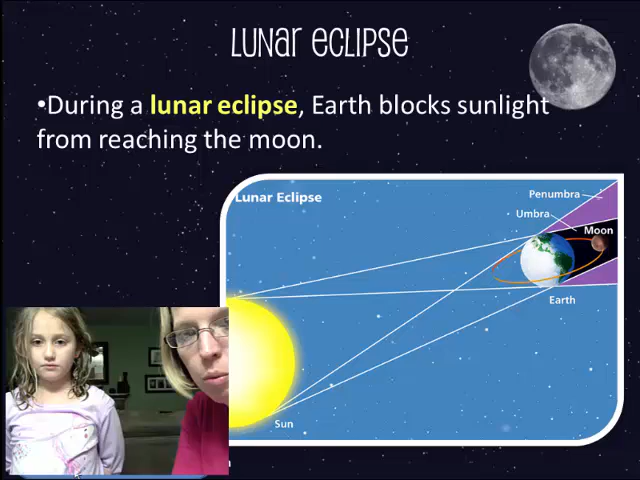 Lunar Eclipse
•During a lunar eclipse, Earth blocks sunlight
from reaching the moon.
Lunar Eclipse
Penumbra
Umbra
Moon
Earth
Sun